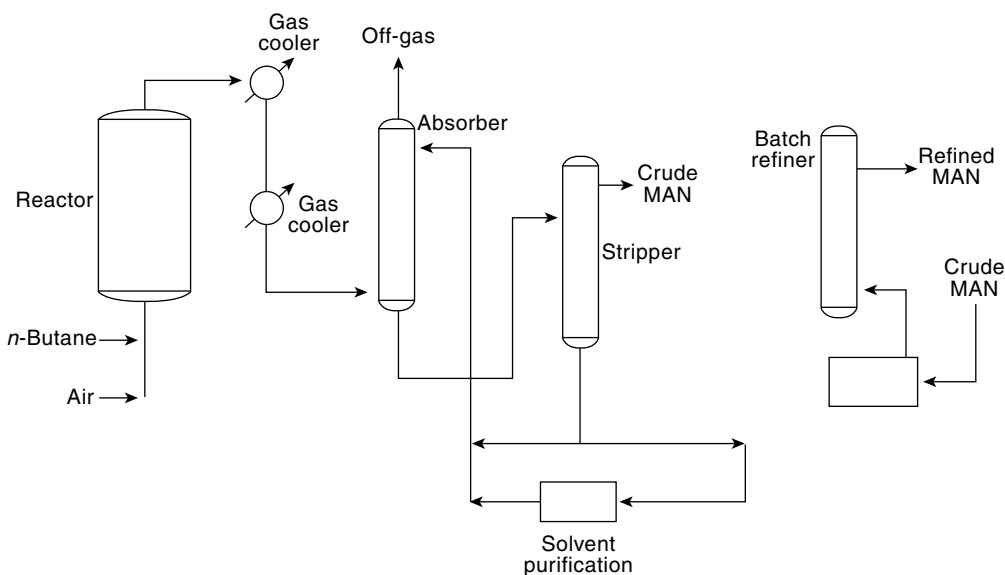 Gas
cooler
Off-gas
Absorber
Batch
refiner
Refined
MAN
Crude
MAN
Reactor
Gas
cooler
Stripper
Crude
MAN
n-Butane
Air
Solvent
purification